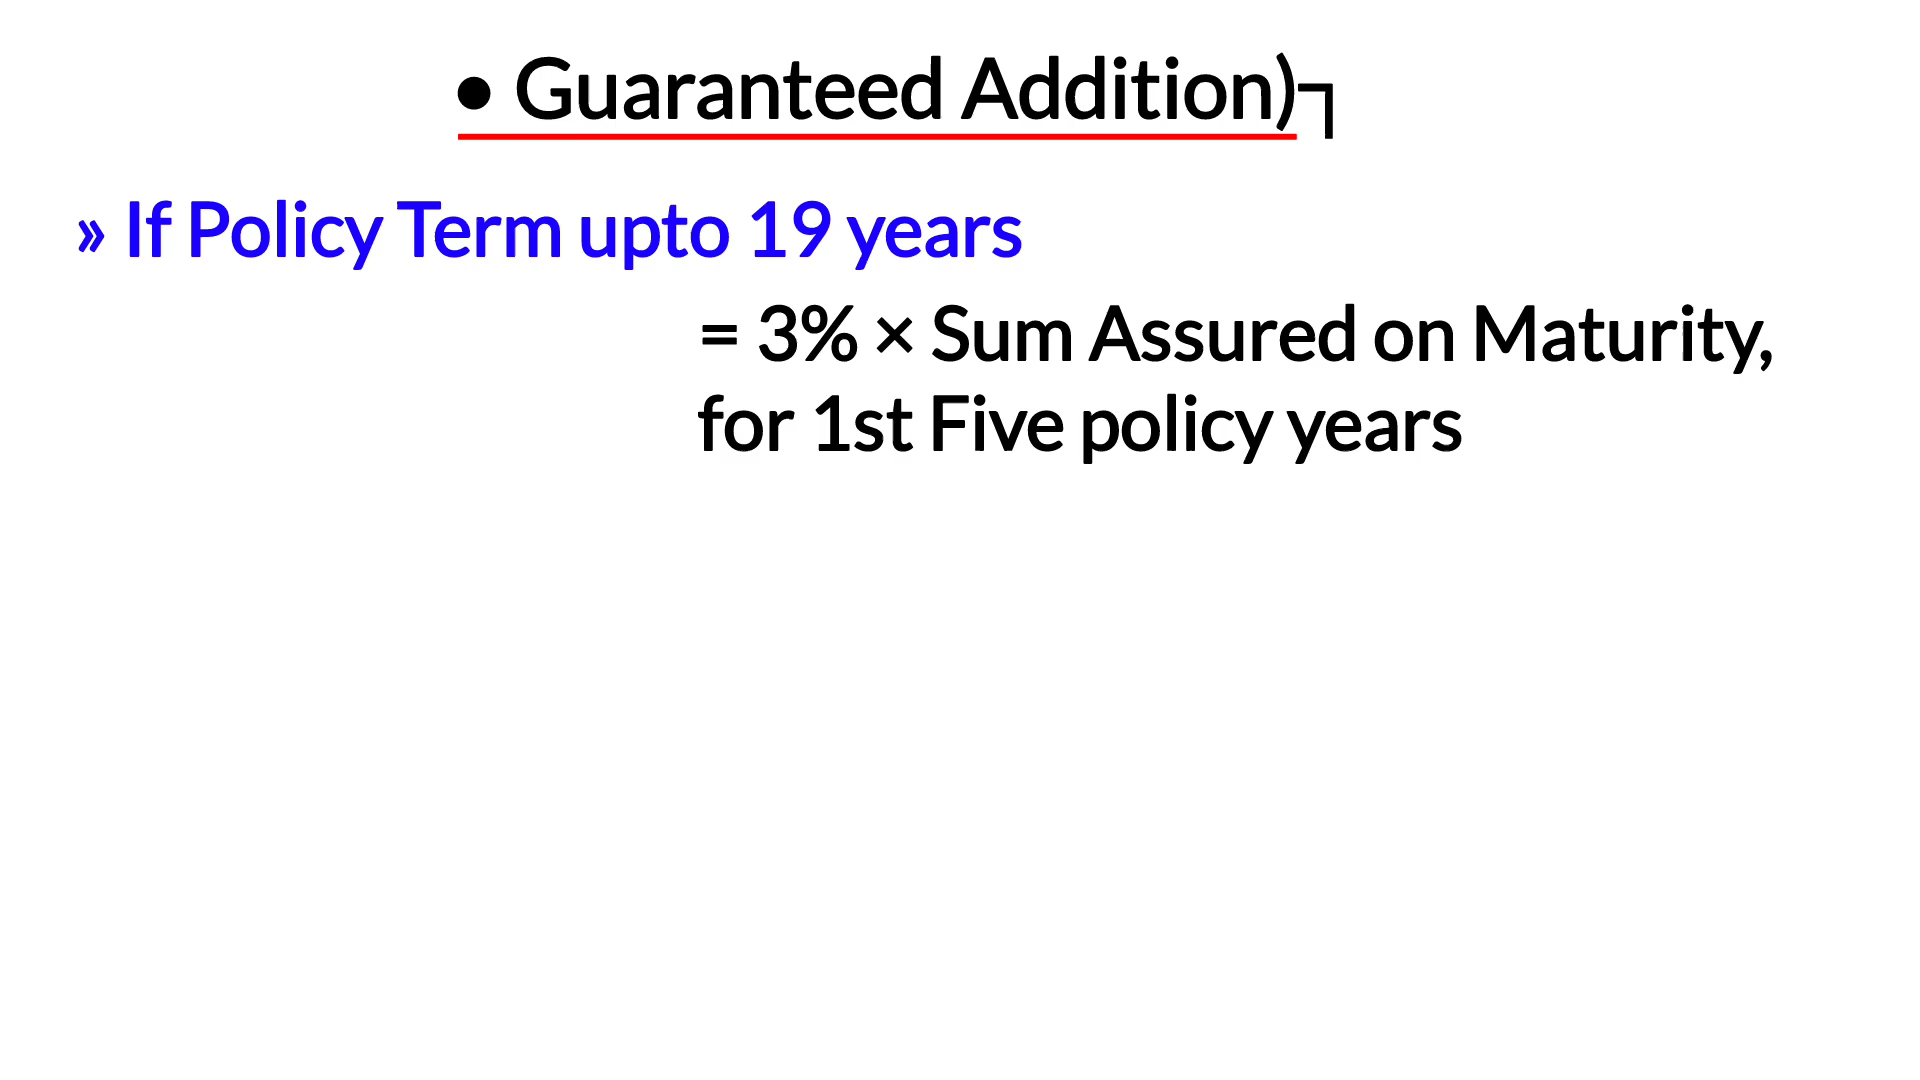 • Guaranteed Addition)┐
» If Policy Term upto 19 years
= 3% × Sum Assured on Maturity,
for 1st Five policy years